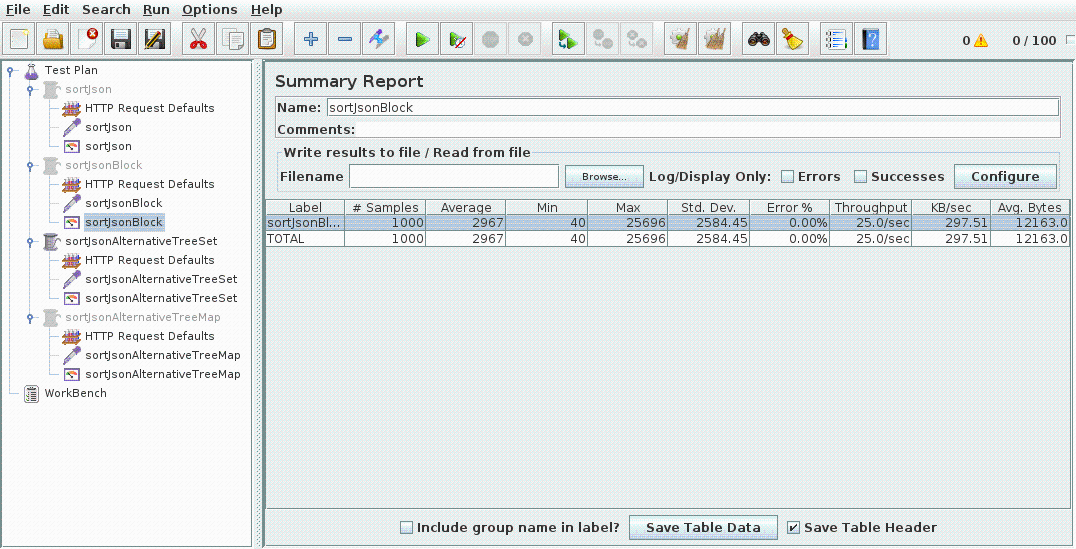 File Edit Search Run Options Help
0 0 / 100
Test Plan
sortJson
HTTP Request Defaults
sortJson
sortJson
sortJsonBlock
HTTP Request Defaults
sortJsonBlock
sortJsonBlock
sortJsonAlternativeTreeSet
HTTP Request Defaults
sortJsonAlternativeTreeSet
sortJsonAlternativeTreeSet
sortJsonAlternativeTreeMap
HTTP Request Defaults
sortJsonAlternativeTreeMap
sortJsonAlternativeTreeMap
WorkBench
Summary Report
Name: sortJsonBlock
Comments:
Write results to file / Read from file
Filename Browse... Log/Display Only: Errors Successes Configure
Label # Samples Average Min Max Std. Dev. Error % Throughput KB/sec Avg. Bytes
sortJsonBl... 1000 2967 40 25696 2584.45 0.00% 25.0/sec 297.51 12163.0
TOTAL 1000 2967 40 25696 2584.45 0.00% 25.0/sec 297.51 12163.0
Include group name in label? Save Table Data Save Table Header